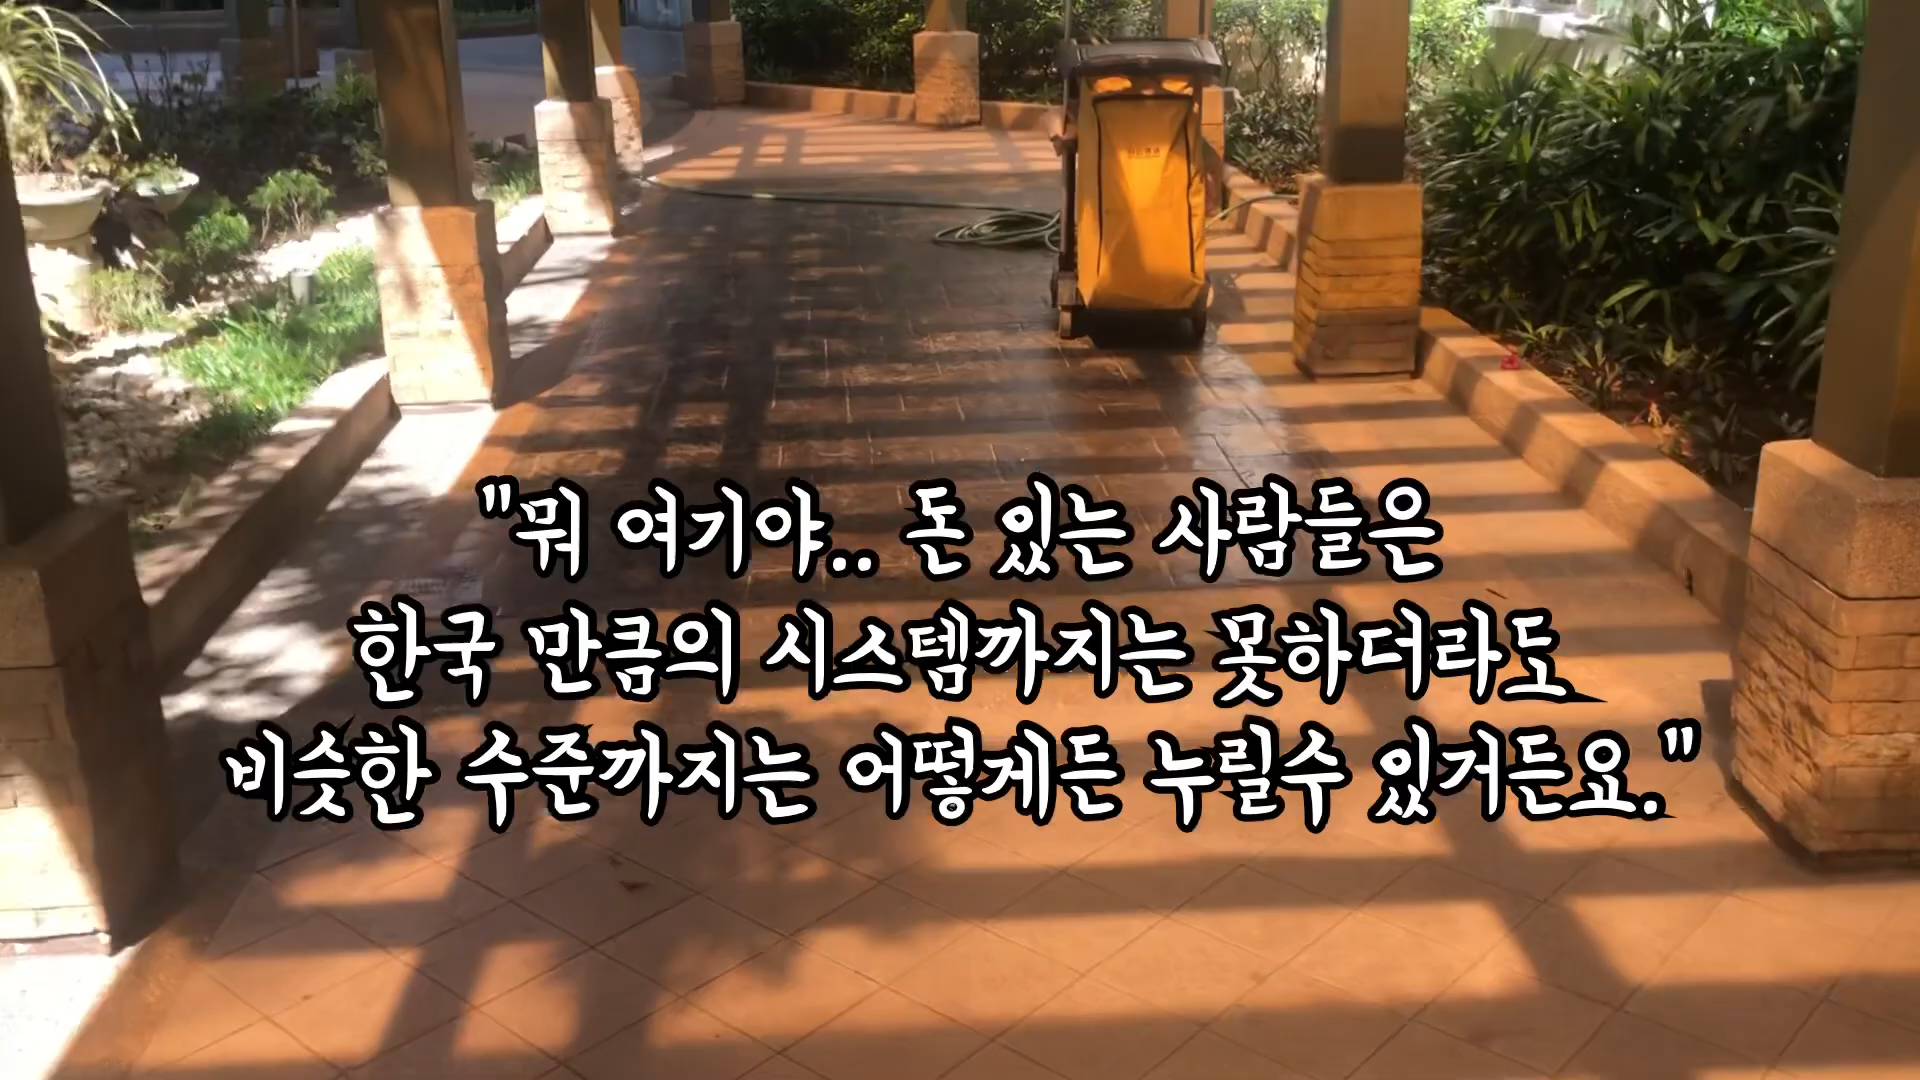 "뭐 여기야.. 돈 있는 사람들은
한국 만큼의 시스템까지는 못하더라도
비슷한 수준까지는 어떻게든 누릴수 있거든요."